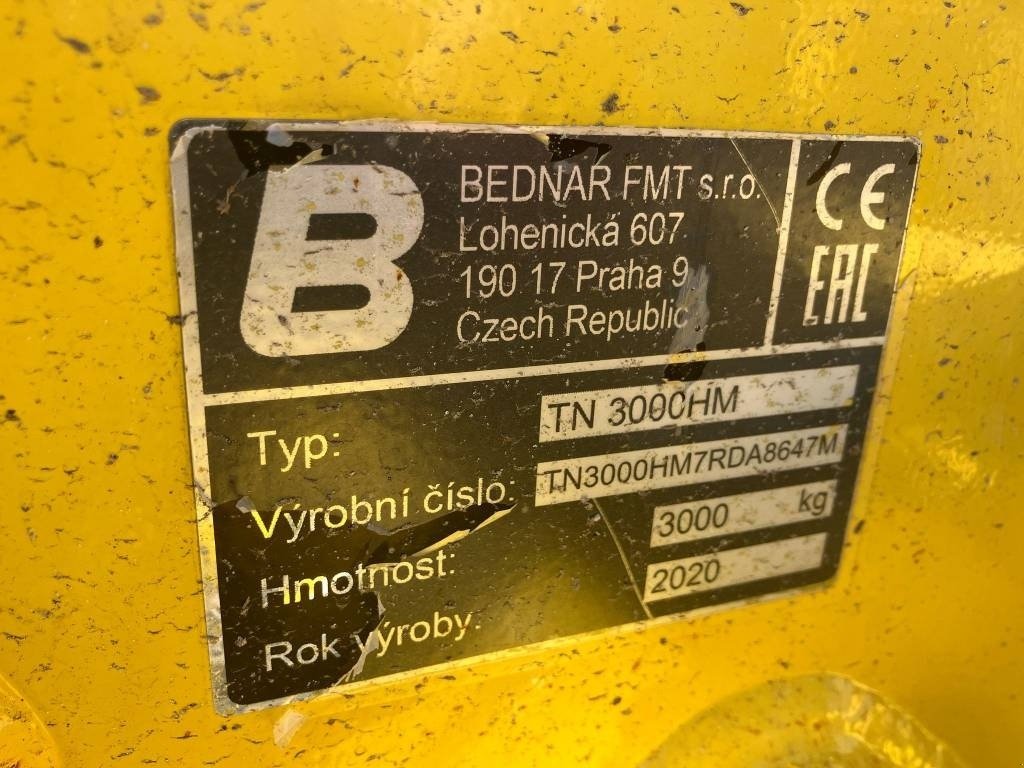 B
BEDNAR FMT s.r.o.
Lohenická 607
190 17 Praha 9
Czech Republic
CE
EAC
Typ: TN 3000HM
Výrobní číslo: TN3000HM7RDA8647M
Hmotnost: 3000 kg
Rok výroby: 2020